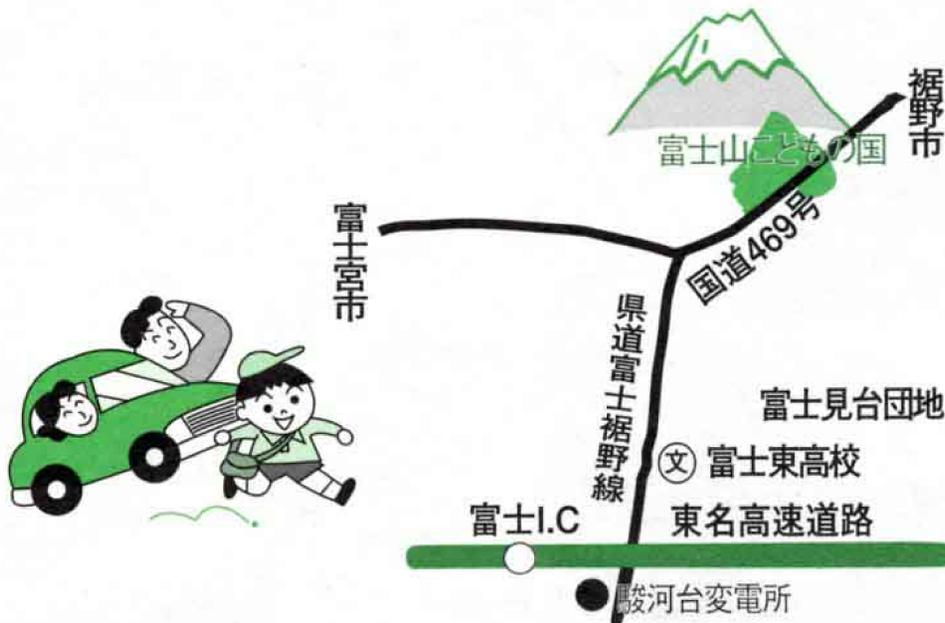 裾野市
富士山こどもの国
富士宮市
国道469号
県道富士裾野線
富士見台団地
文 富士東高校
富士I.C
東名高速道路
駿河台変電所